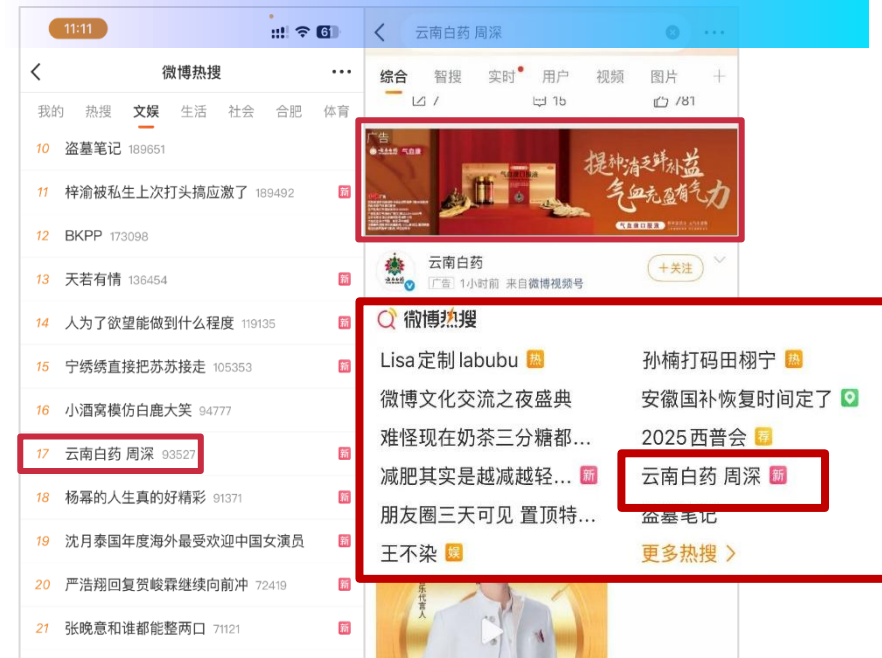 11:11
微博热搜
我的 热搜 文娱 生活 社会 合肥 体育
10 盗墓笔记 189651
11 梓渝被私生上次打头搞应激了 189492 新
12 BKPP 173098
13 天若有情 136454 新
14 人为了欲望能做到什么程度 119135 新
15 宁绣绣直接把苏苏接走 105353 新
16 小酒窝模仿白鹿大笑 94777
17 云南白药 周深 93527 新
18 杨幂的人生真的好精彩 91371 新
19 沈月泰国年度海外最受欢迎中国女演员 新
20 严浩翔回复贺峻霖继续向前冲 72419 新
21 张晚意和谁都能整两口 71121 新
云南白药 周深
综合 智搜 实时 用户 视频 图片
广告
气血康
提神消乏鲜补益
气血充盈有气力
气血康口服液
云南白药
广告 1小时前 来自微博视频号
+关注
微博热搜
Lisa定制labubu 热
孙楠打码田栩宁 热
微博文化交流之夜盛典
安徽国补恢复时间定了
难怪现在奶茶三分糖都...
2025西普会 荐
减肥其实是越减越轻... 新
云南白药 周深 新
朋友圈三天可见 置顶特...
盗墓笔记
王不染 娱
更多热搜 >
乐代言人